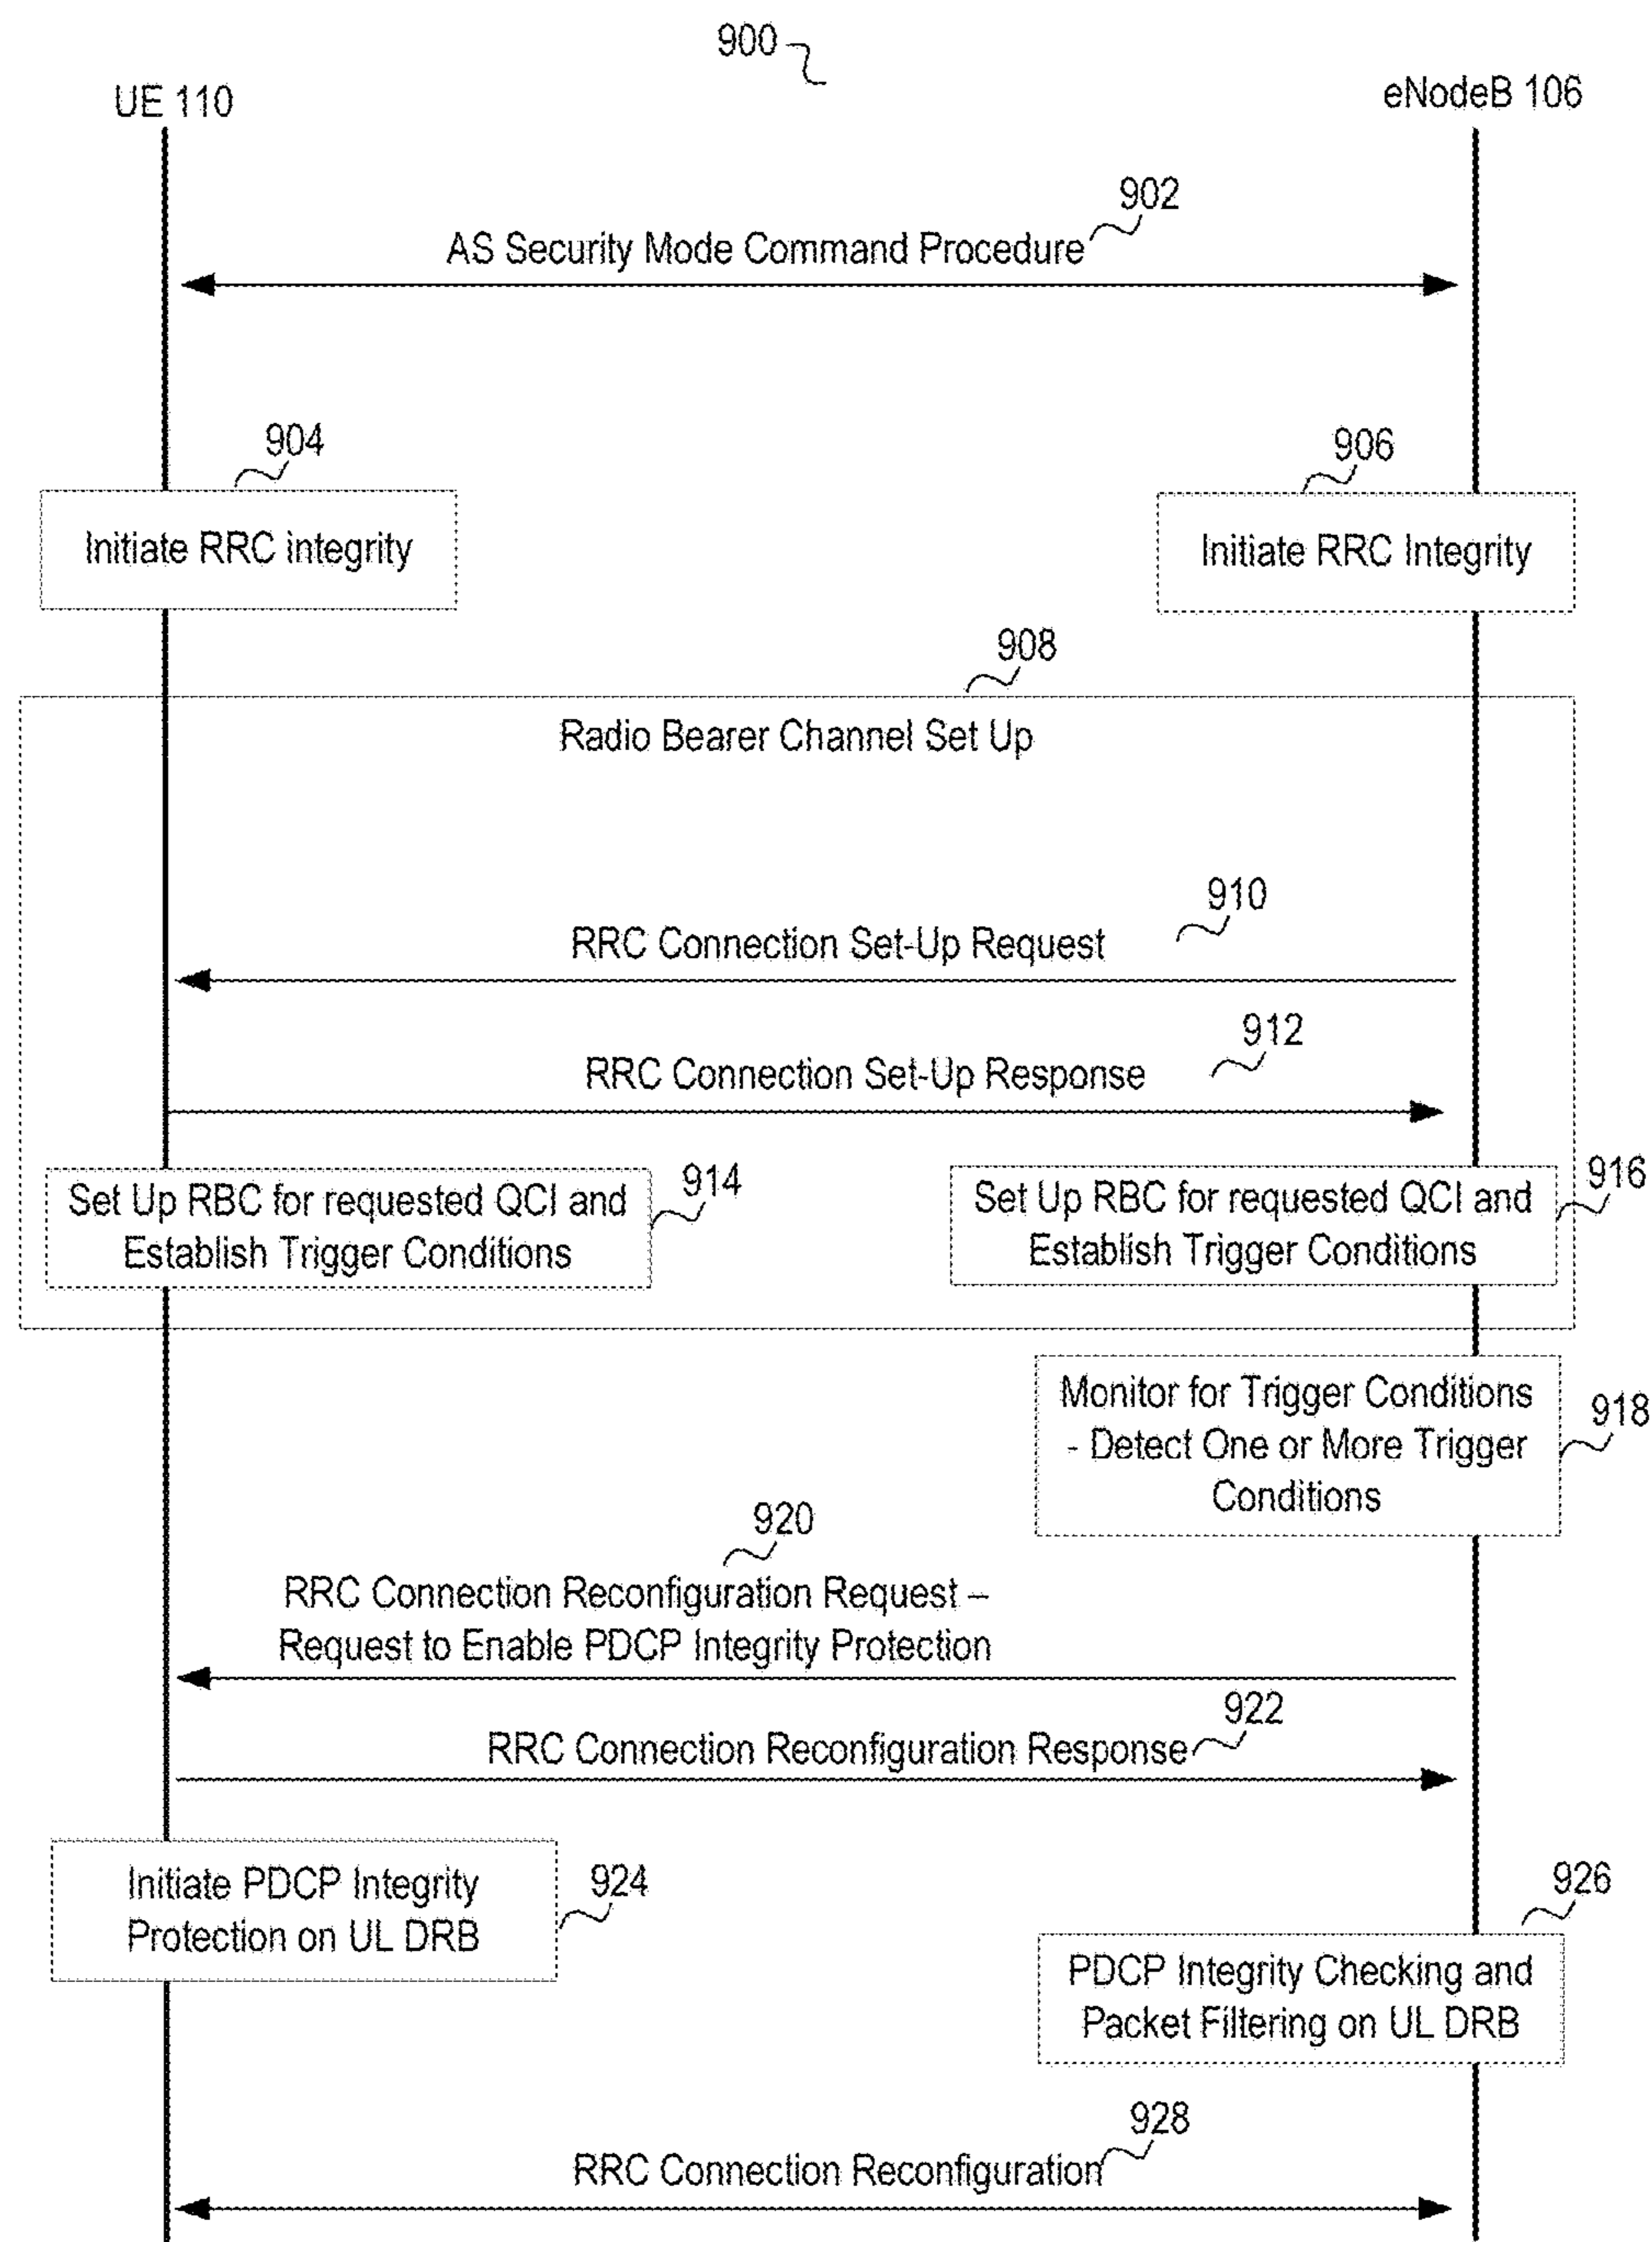 900
UE 110
eNodeB 106
902
AS Security Mode Command Procedure
904
906
Initiate RRC integrity
Initiate RRC Integrity
908
Radio Bearer Channel Set Up
910
RRC Connection Set-Up Request
912
RRC Connection Set-Up Response
914
916
Set Up RBC for requested QCI and
Establish Trigger Conditions
Set Up RBC for requested QCI and
Establish Trigger Conditions
918
Monitor for Trigger Conditions
- Detect One or More Trigger
Conditions
920
RRC Connection Reconfiguration Request –
Request to Enable PDCP Integrity Protection
922
RRC Connection Reconfiguration Response
924
Initiate PDCP Integrity
Protection on UL DRB
926
PDCP Integrity Checking and
Packet Filtering on UL DRB
928
RRC Connection Reconfiguration